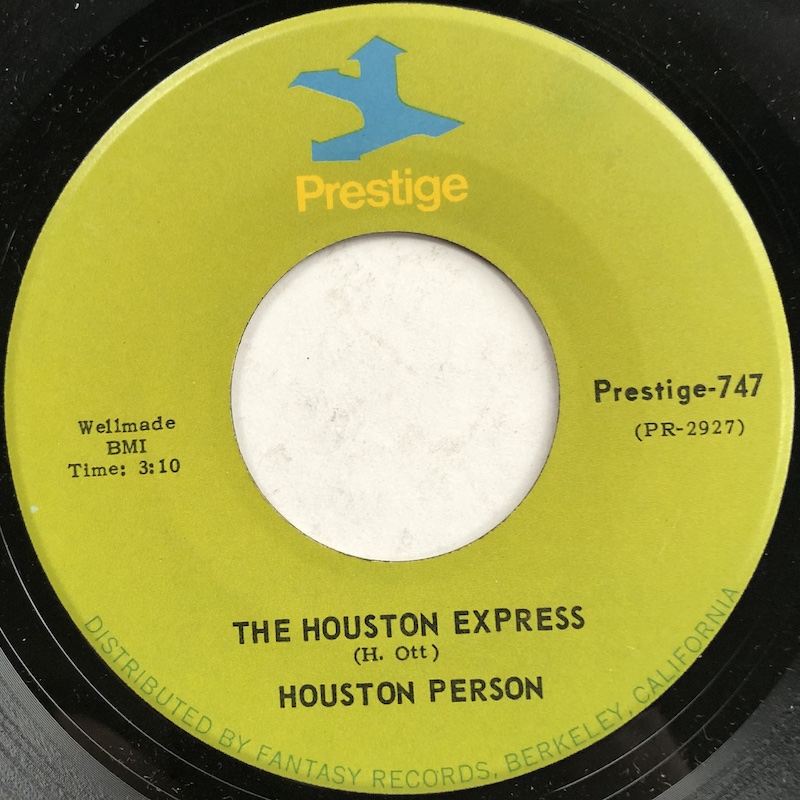 Prestige
Prestige-747
(PR-2927)
Wellmade
BMI
Time: 3:10
THE HOUSTON EXPRESS
(H. Ott)
HOUSTON PERSON
DISTRIBUTED BY FANTASY RECORDS, BERKELEY, CALIFORNIA